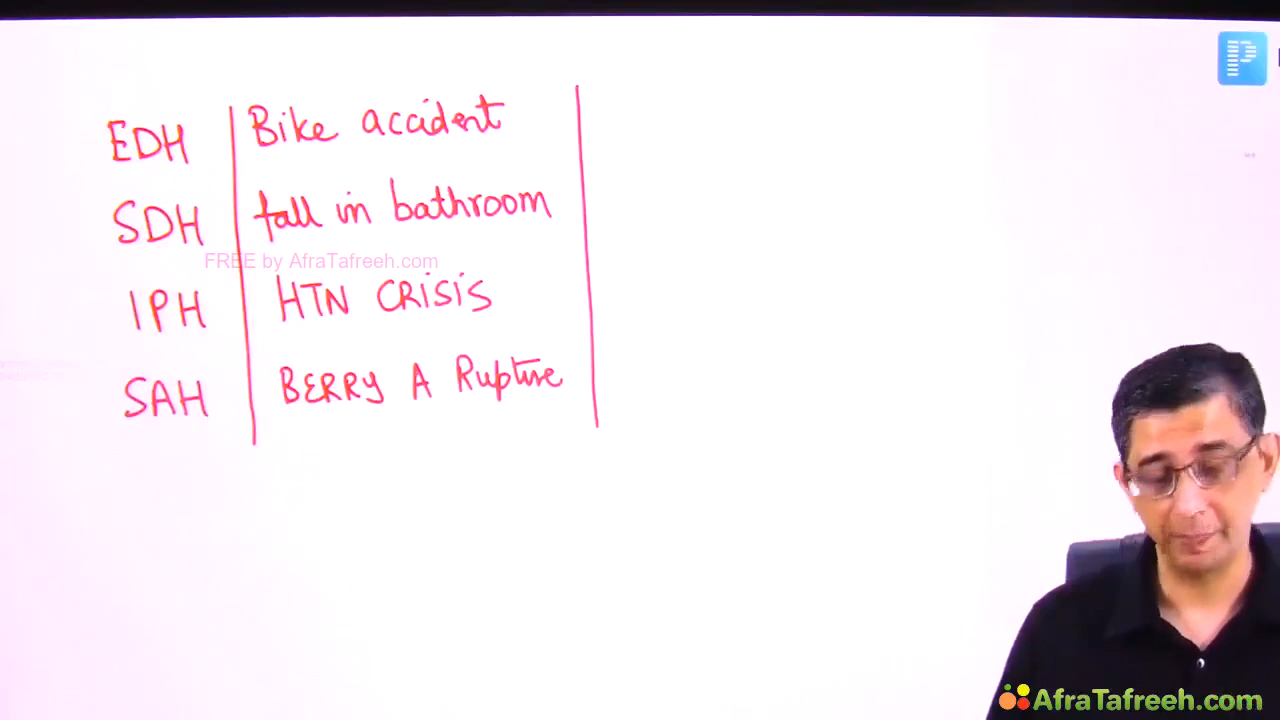 P
EDH Bike accident
SDH fall in bathroom
FREE by AfraTafreeh.com
IPH HTN CRISIS
SAH BERRY A Rupture
AfraTafreeh.com